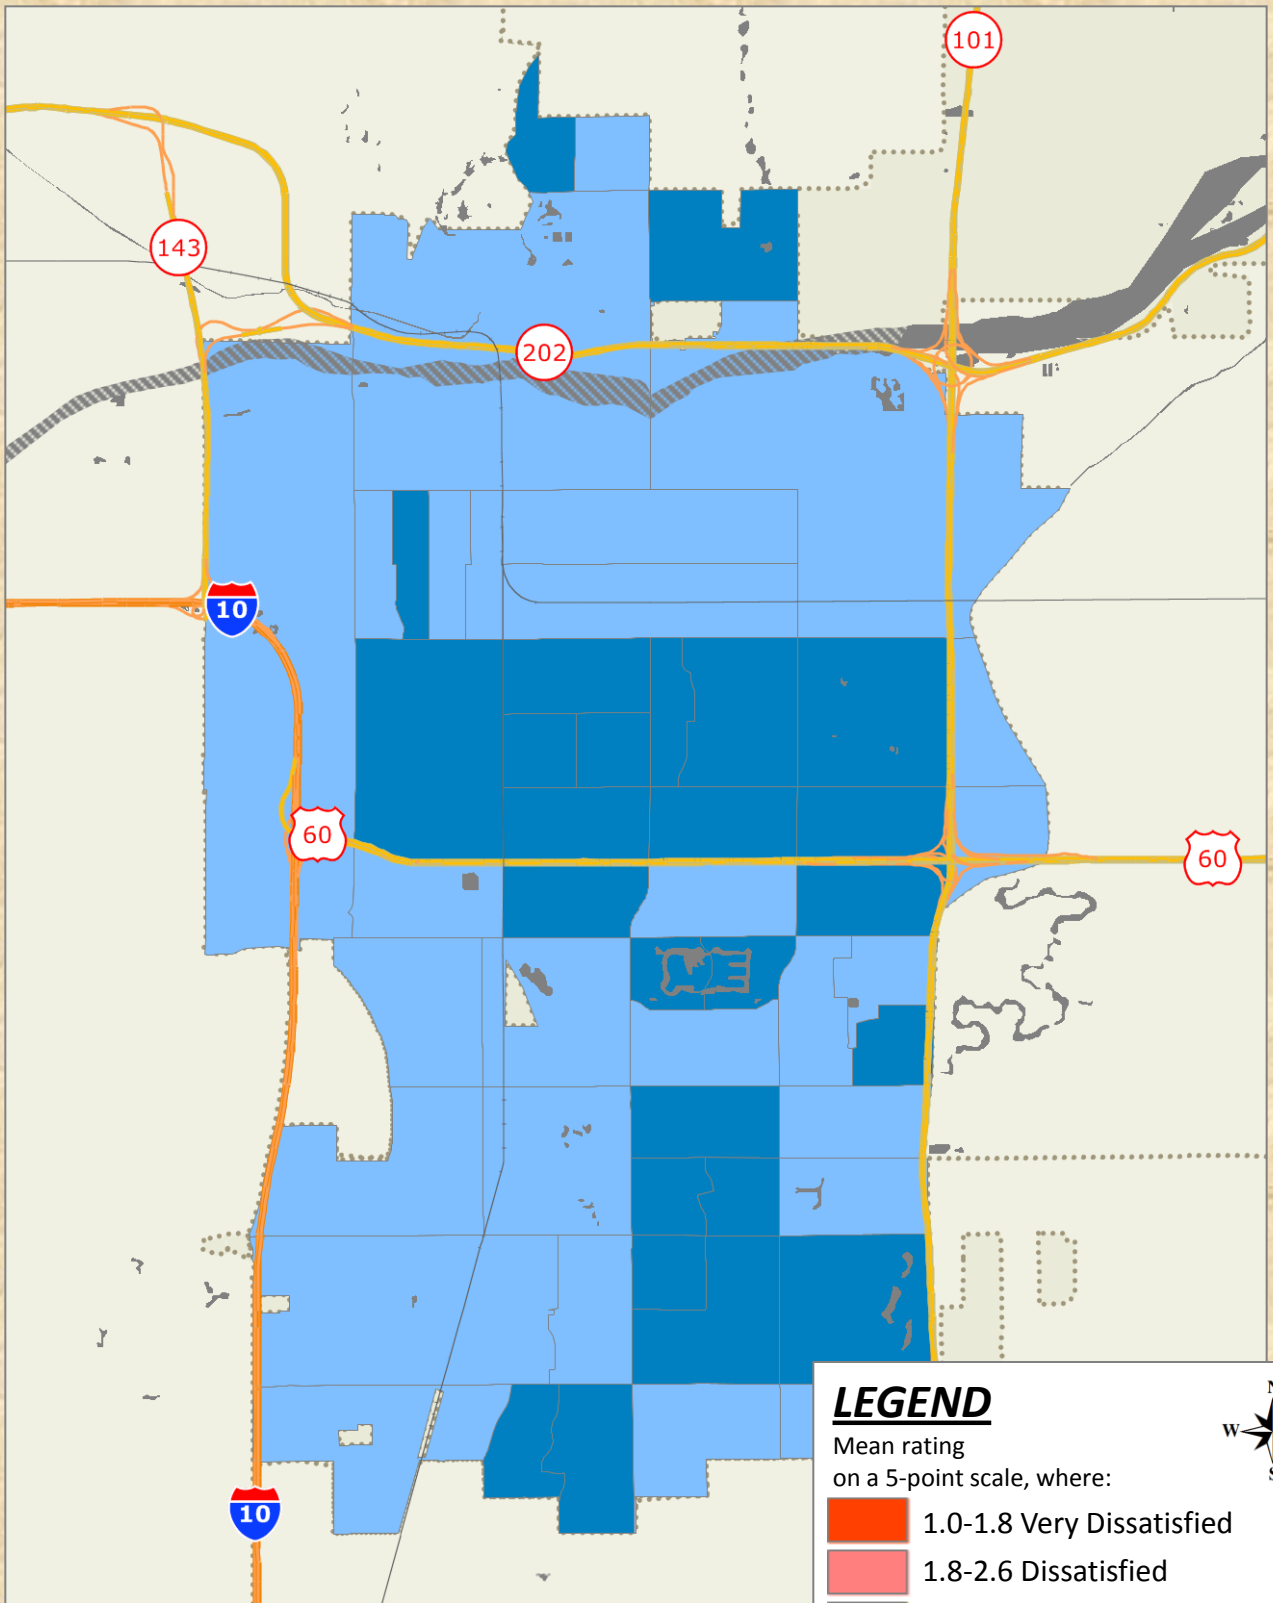 101
143
202
10
60
60
10
LEGEND
N
W
S
Mean rating
on a 5-point scale, where:
1.0-1.8 Very Dissatisfied
1.8-2.6 Dissatisfied